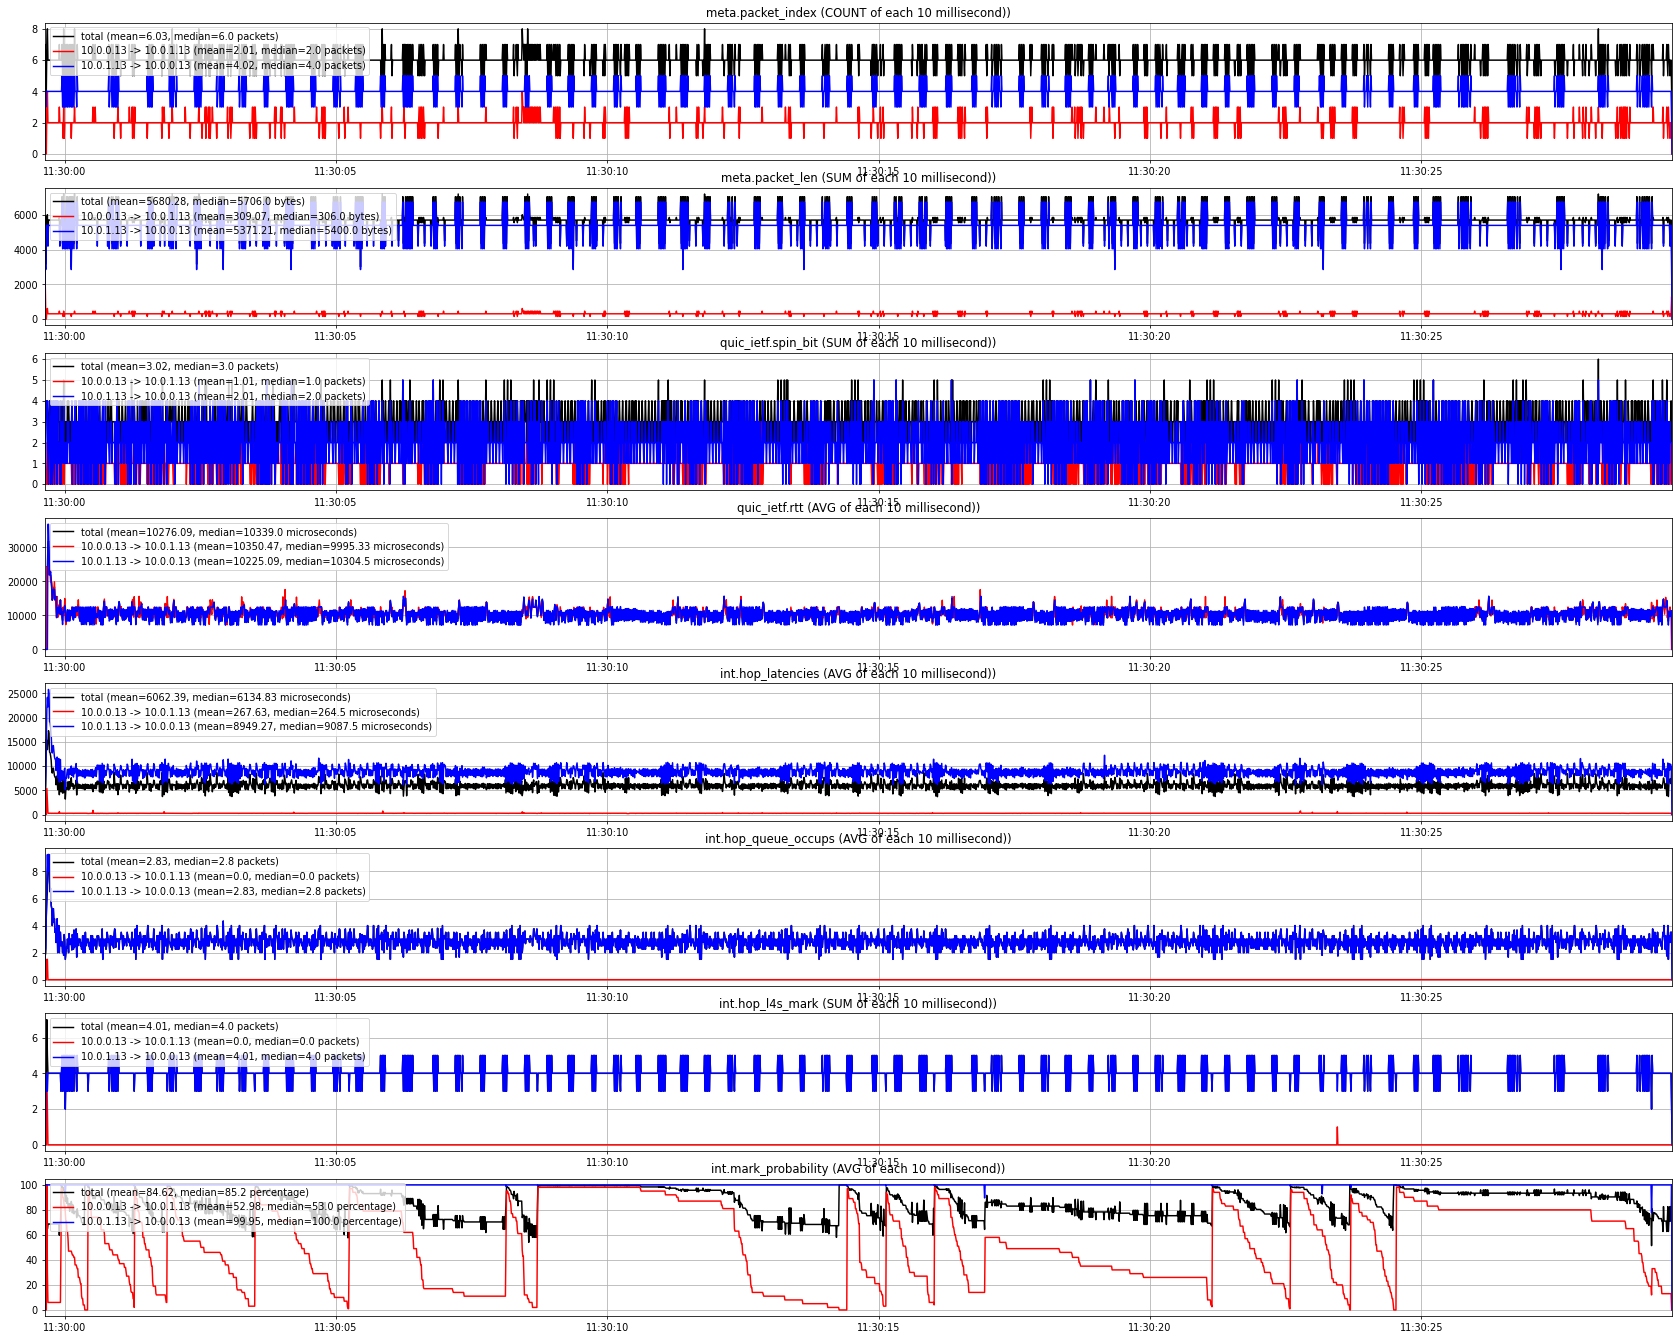 meta.packet_index (COUNT of each 10 millisecond))
8
6
4
2
0
total (mean=6.03, median=6.0 packets)
10.0.0.13 -> 10.0.1.13 (mean=2.01, median=2.0 packets)
10.0.1.13 -> 10.0.0.13 (mean=4.02, median=4.0 packets)
11:30:00 11:30:05 11:30:10 11:30:15 11:30:20 11:30:25
meta.packet_len (SUM of each 10 millisecond))
6000
4000
2000
0
total (mean=5680.28, median=5706.0 bytes)
10.0.0.13 -> 10.0.1.13 (mean=309.07, median=306.0 bytes)
10.0.1.13 -> 10.0.0.13 (mean=5371.21, median=5400.0 bytes)
11:30:00 11:30:05 11:30:10 11:30:15 11:30:20 11:30:25
quic_ietf.spin_bit (SUM of each 10 millisecond))
6
5
4
3
2
1
0
total (mean=3.02, median=3.0 packets)
10.0.0.13 -> 10.0.1.13 (mean=1.01, median=1.0 packets)
10.0.1.13 -> 10.0.0.13 (mean=2.01, median=2.0 packets)
11:30:00 11:30:05 11:30:10 11:30:15 11:30:20 11:30:25
quic_ietf.rtt (AVG of each 10 millisecond))
30000
20000
10000
0
total (mean=10276.09, median=10339.0 microseconds)
10.0.0.13 -> 10.0.1.13 (mean=10350.47, median=9995.33 microseconds)
10.0.1.13 -> 10.0.0.13 (mean=10225.09, median=10304.5 microseconds)
11:30:00 11:30:05 11:30:10 11:30:15 11:30:20 11:30:25
int.hop_latencies (AVG of each 10 millisecond))
25000
20000
15000
10000
5000
0
total (mean=6062.39, median=6134.83 microseconds)
10.0.0.13 -> 10.0.1.13 (mean=267.63, median=264.5 microseconds)
10.0.1.13 -> 10.0.0.13 (mean=8949.27, median=9087.5 microseconds)
11:30:00 11:30:05 11:30:10 11:30:15 11:30:20 11:30:25
int.hop_queue_occups (AVG of each 10 millisecond))
8
6
4
2
0
total (mean=2.83, median=2.8 packets)
10.0.0.13 -> 10.0.1.13 (mean=0.0, median=0.0 packets)
10.0.1.13 -> 10.0.0.13 (mean=2.83, median=2.8 packets)
11:30:00 11:30:05 11:30:10 11:30:15 11:30:20 11:30:25
int.hop_l4s_mark (SUM of each 10 millisecond))
6
4
2
0
total (mean=4.01, median=4.0 packets)
10.0.0.13 -> 10.0.1.13 (mean=0.0, median=0.0 packets)
10.0.1.13 -> 10.0.0.13 (mean=4.01, median=4.0 packets)
11:30:00 11:30:05 11:30:10 11:30:15 11:30:20 11:30:25
int.mark_probability (AVG of each 10 millisecond))
100
80
60
40
20
0
total (mean=84.62, median=85.2 percentage)
10.0.0.13 -> 10.0.1.13 (mean=52.98, median=53.0 percentage)
10.0.1.13 -> 10.0.0.13 (mean=99.95, median=100.0 percentage)
11:30:00 11:30:05 11:30:10 11:30:15 11:30:20 11:30:25